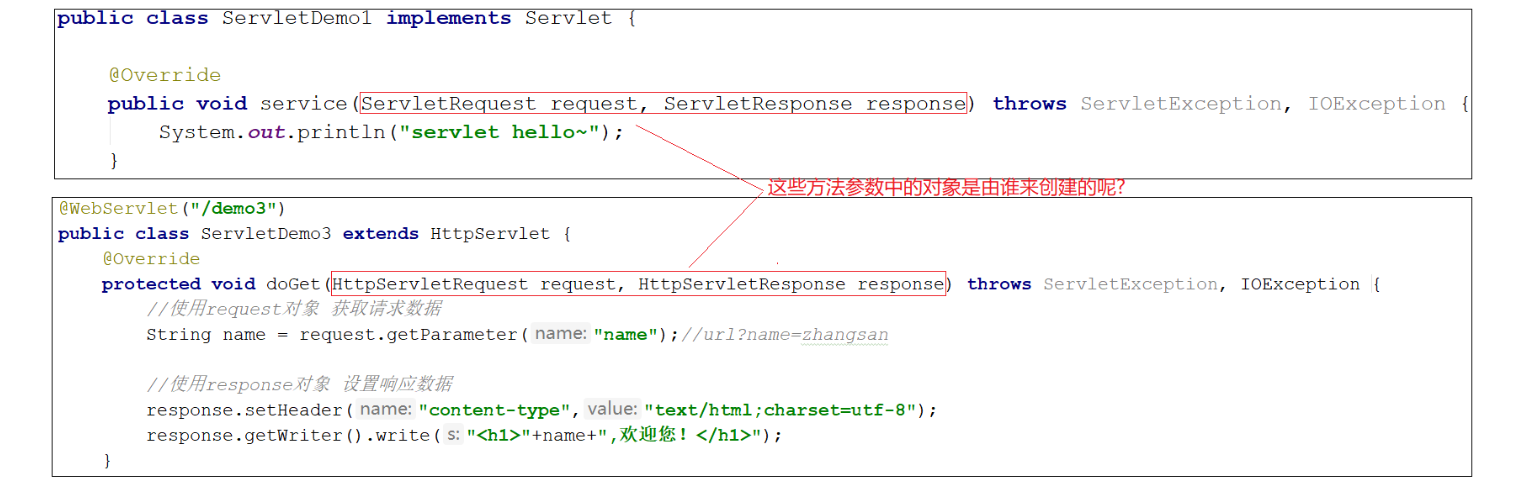 public class ServletDemo1 implements Servlet {
@Override
public void service(ServletRequest request, ServletResponse response) throws ServletException, IOException {
System.out.println("servlet hello~");
}
这些方法参数中的对象是由谁来创建的呢?
@WebServlet("/demo3")
public class ServletDemo3 extends HttpServlet {
@Override
protected void doGet(HttpServletRequest request, HttpServletResponse response) throws ServletException, IOException {
//使用request对象 获取请求数据
String name = request.getParameter( name: "name");//url?name=zhangsan
//使用response对象 设置响应数据
response.setHeader( name: "content-type", value: "text/html;charset=utf-8");
response.getWriter().write( s: "<h1>"+name+",欢迎您！</h1>");
}